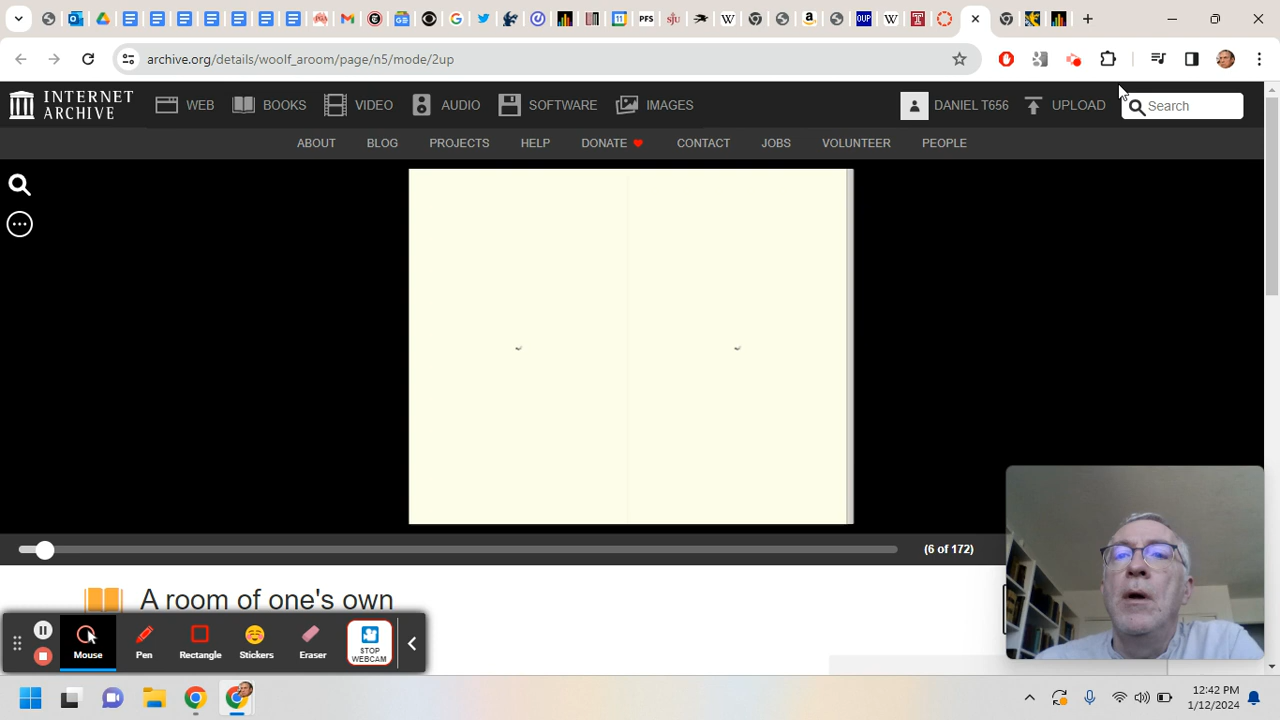 archive.org/details/woolf_aroom/page/n5/mode/2up
INTERNET ARCHIVE
WEB
BOOKS
VIDEO
AUDIO
SOFTWARE
IMAGES
DANIEL T656
UPLOAD
Search
ABOUT
BLOG
PROJECTS
HELP
DONATE
CONTACT
JOBS
VOLUNTEER
PEOPLE
(6 of 172)
A room of one's own
Mouse
Pen
Rectangle
Stickers
Eraser
STOP WEBCAM
12:42 PM
1/12/2024